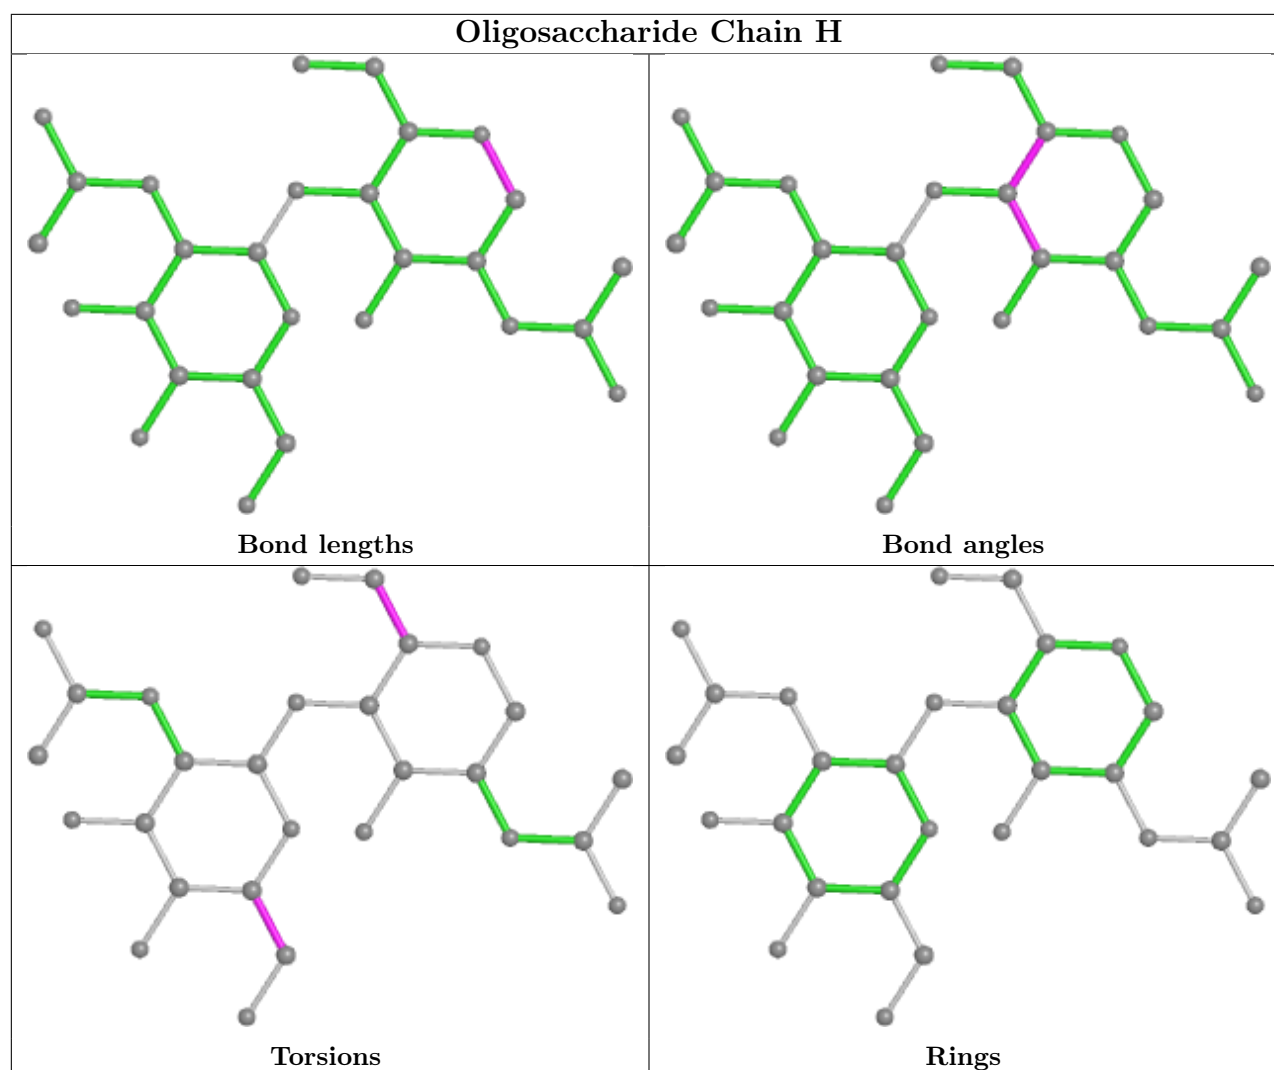 Oligosaccharide Chain H
Bond lengths
Bond angles
Torsions
Rings